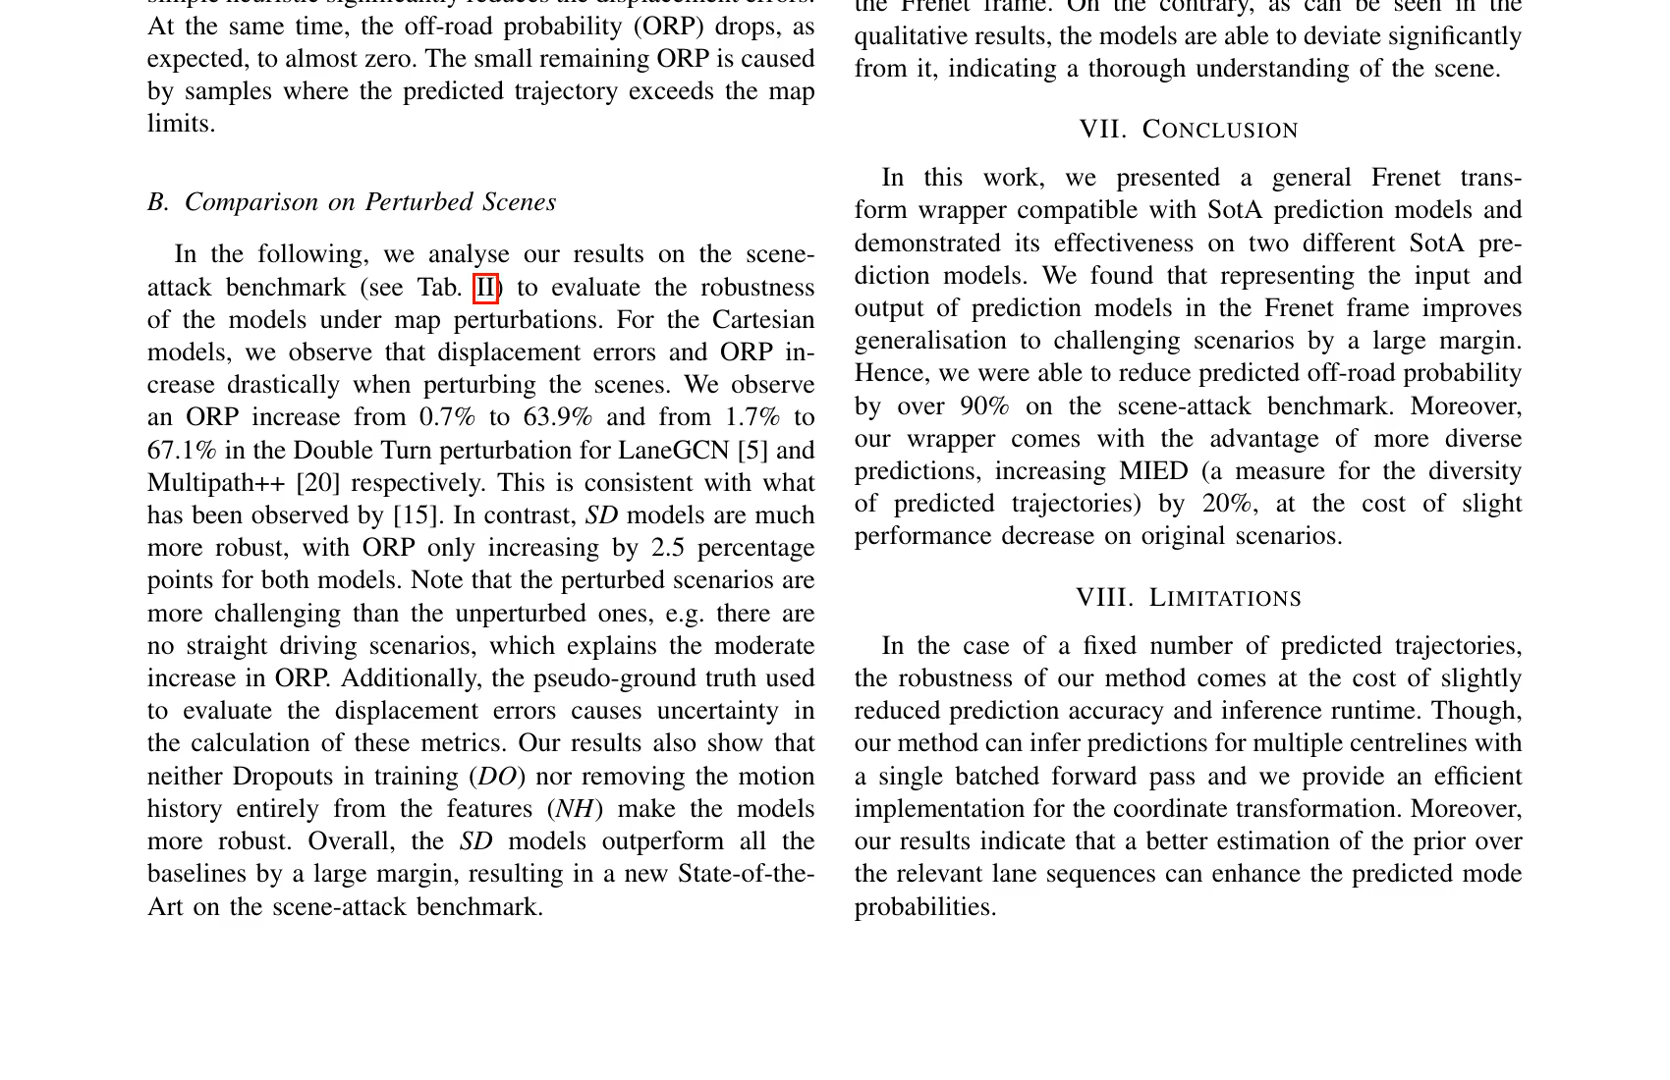 simple heuristic significantly reduces the displacement errors.
At the same time, the off-road probability (ORP) drops, as
expected, to almost zero. The small remaining ORP is caused
by samples where the predicted trajectory exceeds the map
limits.
B. Comparison on Perturbed Scenes
In the following, we analyse our results on the scene-
attack benchmark (see Tab. II) to evaluate the robustness
of the models under map perturbations. For the Cartesian
models, we observe that displacement errors and ORP in-
crease drastically when perturbing the scenes. We observe
an ORP increase from 0.7% to 63.9% and from 1.7% to
67.1% in the Double Turn perturbation for LaneGCN [5] and
Multipath++ [20] respectively. This is consistent with what
has been observed by [15]. In contrast, SD models are much
more robust, with ORP only increasing by 2.5 percentage
points for both models. Note that the perturbed scenarios are
more challenging than the unperturbed ones, e.g. there are
no straight driving scenarios, which explains the moderate
increase in ORP. Additionally, the pseudo-ground truth used
to evaluate the displacement errors causes uncertainty in
the calculation of these metrics. Our results also show that
neither Dropouts in training (DO) nor removing the motion
history entirely from the features (NH) make the models
more robust. Overall, the SD models outperform all the
baselines by a large margin, resulting in a new State-of-the-
Art on the scene-attack benchmark.
the Frenet frame. On the contrary, as can be seen in the
qualitative results, the models are able to deviate significantly
from it, indicating a thorough understanding of the scene.
VII. CONCLUSION
In this work, we presented a general Frenet trans-
form wrapper compatible with SotA prediction models and
demonstrated its effectiveness on two different SotA pre-
diction models. We found that representing the input and
output of prediction models in the Frenet frame improves
generalisation to challenging scenarios by a large margin.
Hence, we were able to reduce predicted off-road probability
by over 90% on the scene-attack benchmark. Moreover,
our wrapper comes with the advantage of more diverse
predictions, increasing MIED (a measure for the diversity
of predicted trajectories) by 20%, at the cost of slight
performance decrease on original scenarios.
VIII. LIMITATIONS
In the case of a fixed number of predicted trajectories,
the robustness of our method comes at the cost of slightly
reduced prediction accuracy and inference runtime. Though,
our method can infer predictions for multiple centrelines with
a single batched forward pass and we provide an efficient
implementation for the coordinate transformation. Moreover,
our results indicate that a better estimation of the prior over
the relevant lane sequences can enhance the predicted mode
probabilities.